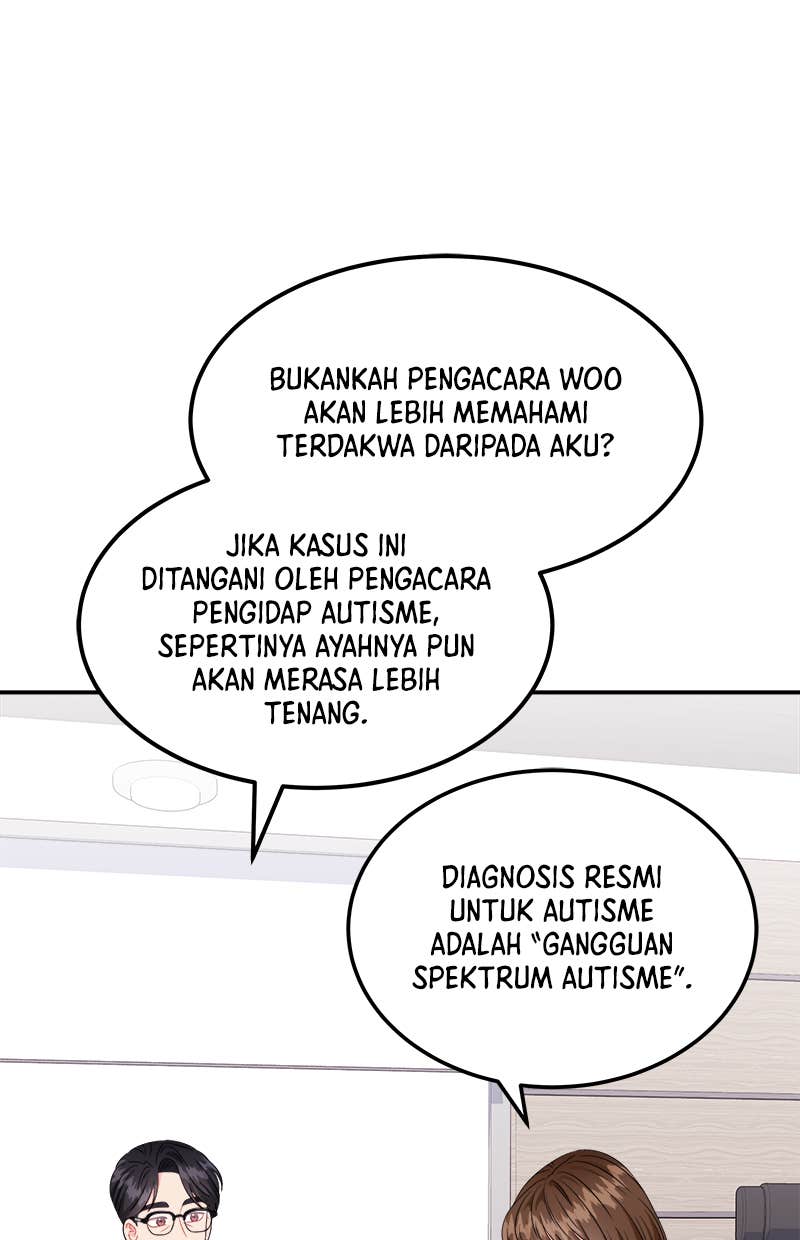 BUKANKAH PENGACARA WOO
AKAN LEBIH MEMAHAMI
TERDAKWA DARIPADA AKU?
JIKA KASUS INI
DITANGANI OLEH PENGACARA
PENGIDAP AUTISME,
SEPERTINYA AYAHNYA PUN
AKAN MERASA LEBIH
TENANG.
DIAGNOSIS RESMI
UNTUK AUTISME
ADALAH “GANGGUAN
SPEKTRUM AUTISME”.